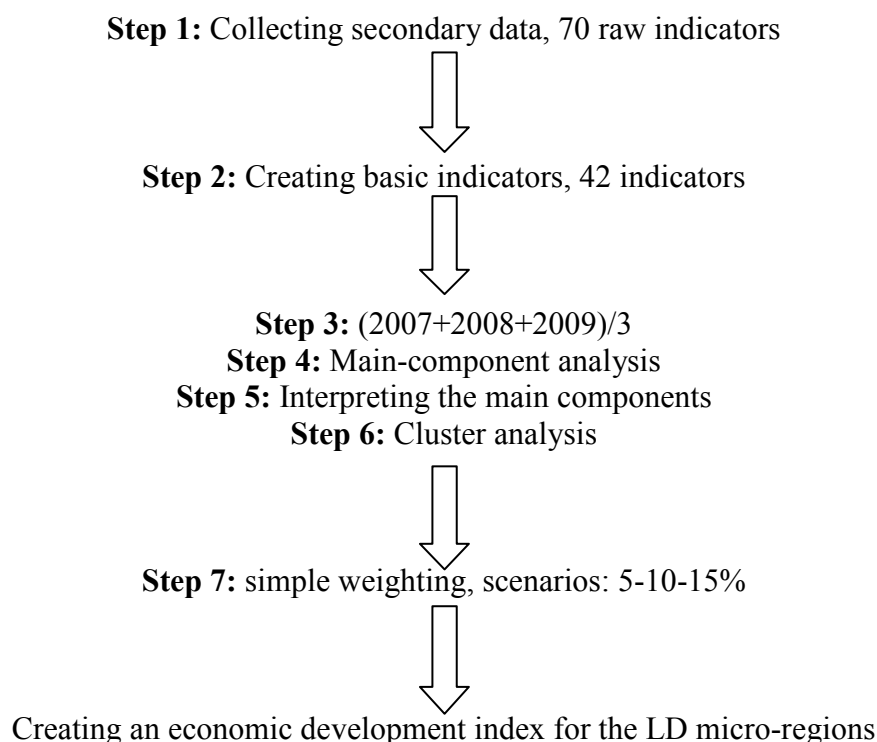 Step 1: Collecting secondary data, 70 raw indicators
Step 2: Creating basic indicators, 42 indicators
Step 3: (2007+2008+2009)/3
Step 4: Main-component analysis
Step 5: Interpreting the main components
Step 6: Cluster analysis
Step 7: simple weighting, scenarios: 5-10-15%
Creating an economic development index for the LD micro-regions